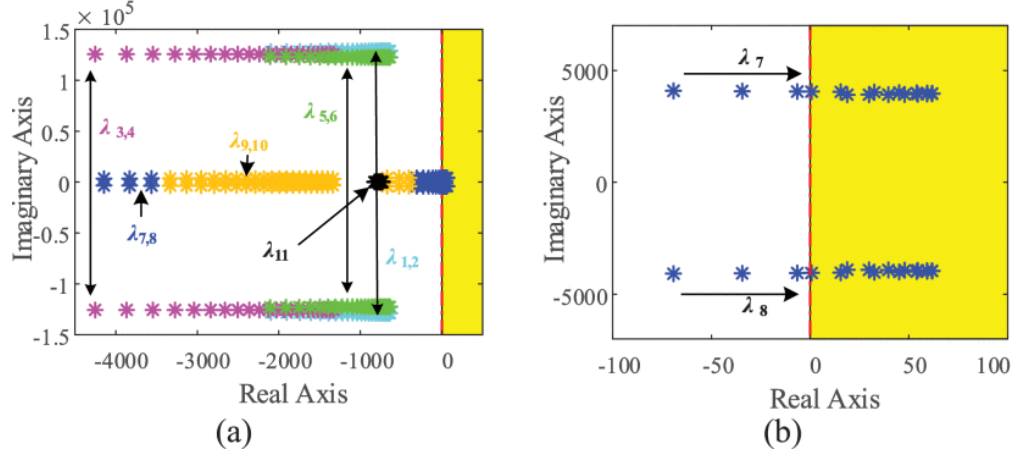 × 10⁵
1.5
1
0.5
0
-0.5
-1
-1.5
Imaginary Axis
λ 3,4
λ9,10
λ 5,6
λ7,8
λ11
λ 1,2
-4000 -3000 -2000 -1000 0
Real Axis
(a)
5000
0
-5000
Imaginary Axis
λ 7
λ 8
-100 -50 0 50 100
Real Axis
(b)